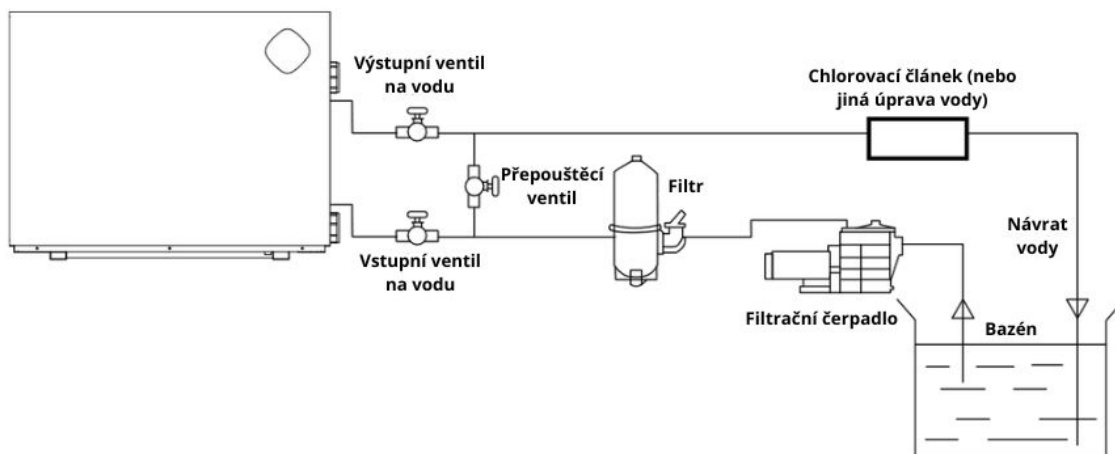 Výstupní ventil
na vodu
Chlorovací článek (nebo
jiná úprava vody)
Přepouštěcí
ventil
Filtr
Návrat
vody
Vstupní ventil
na vodu
Filtrační čerpadlo
Bazén